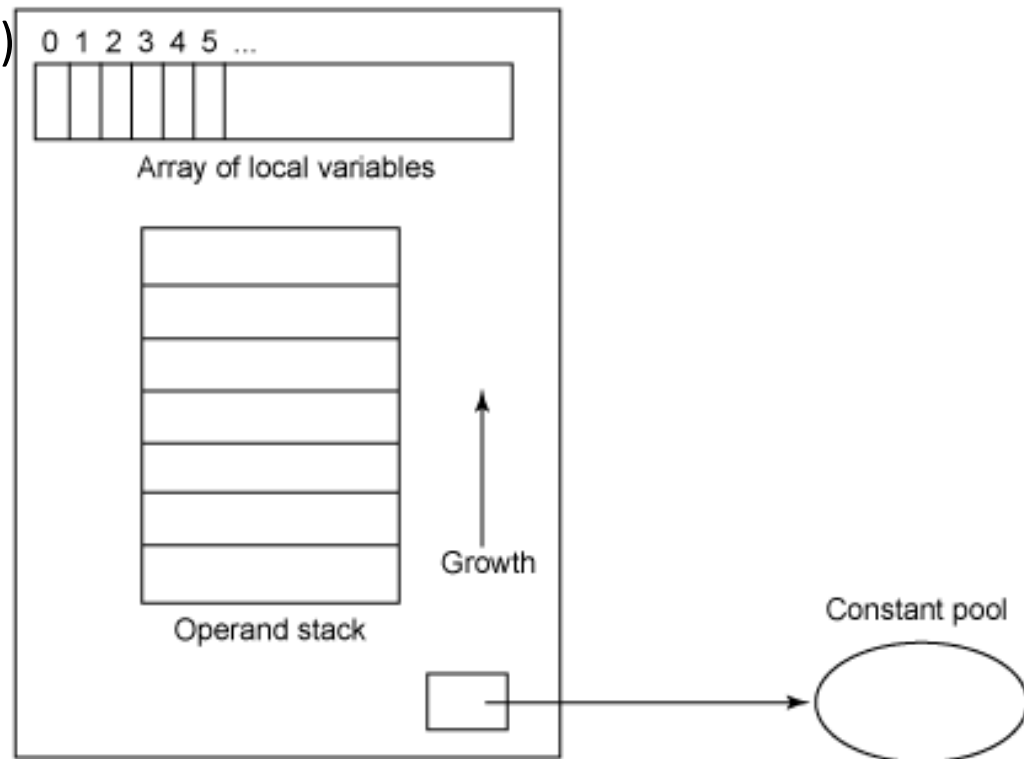 )
0 1 2 3 4 5 ...
Array of local variables
Growth
Operand stack
Constant pool